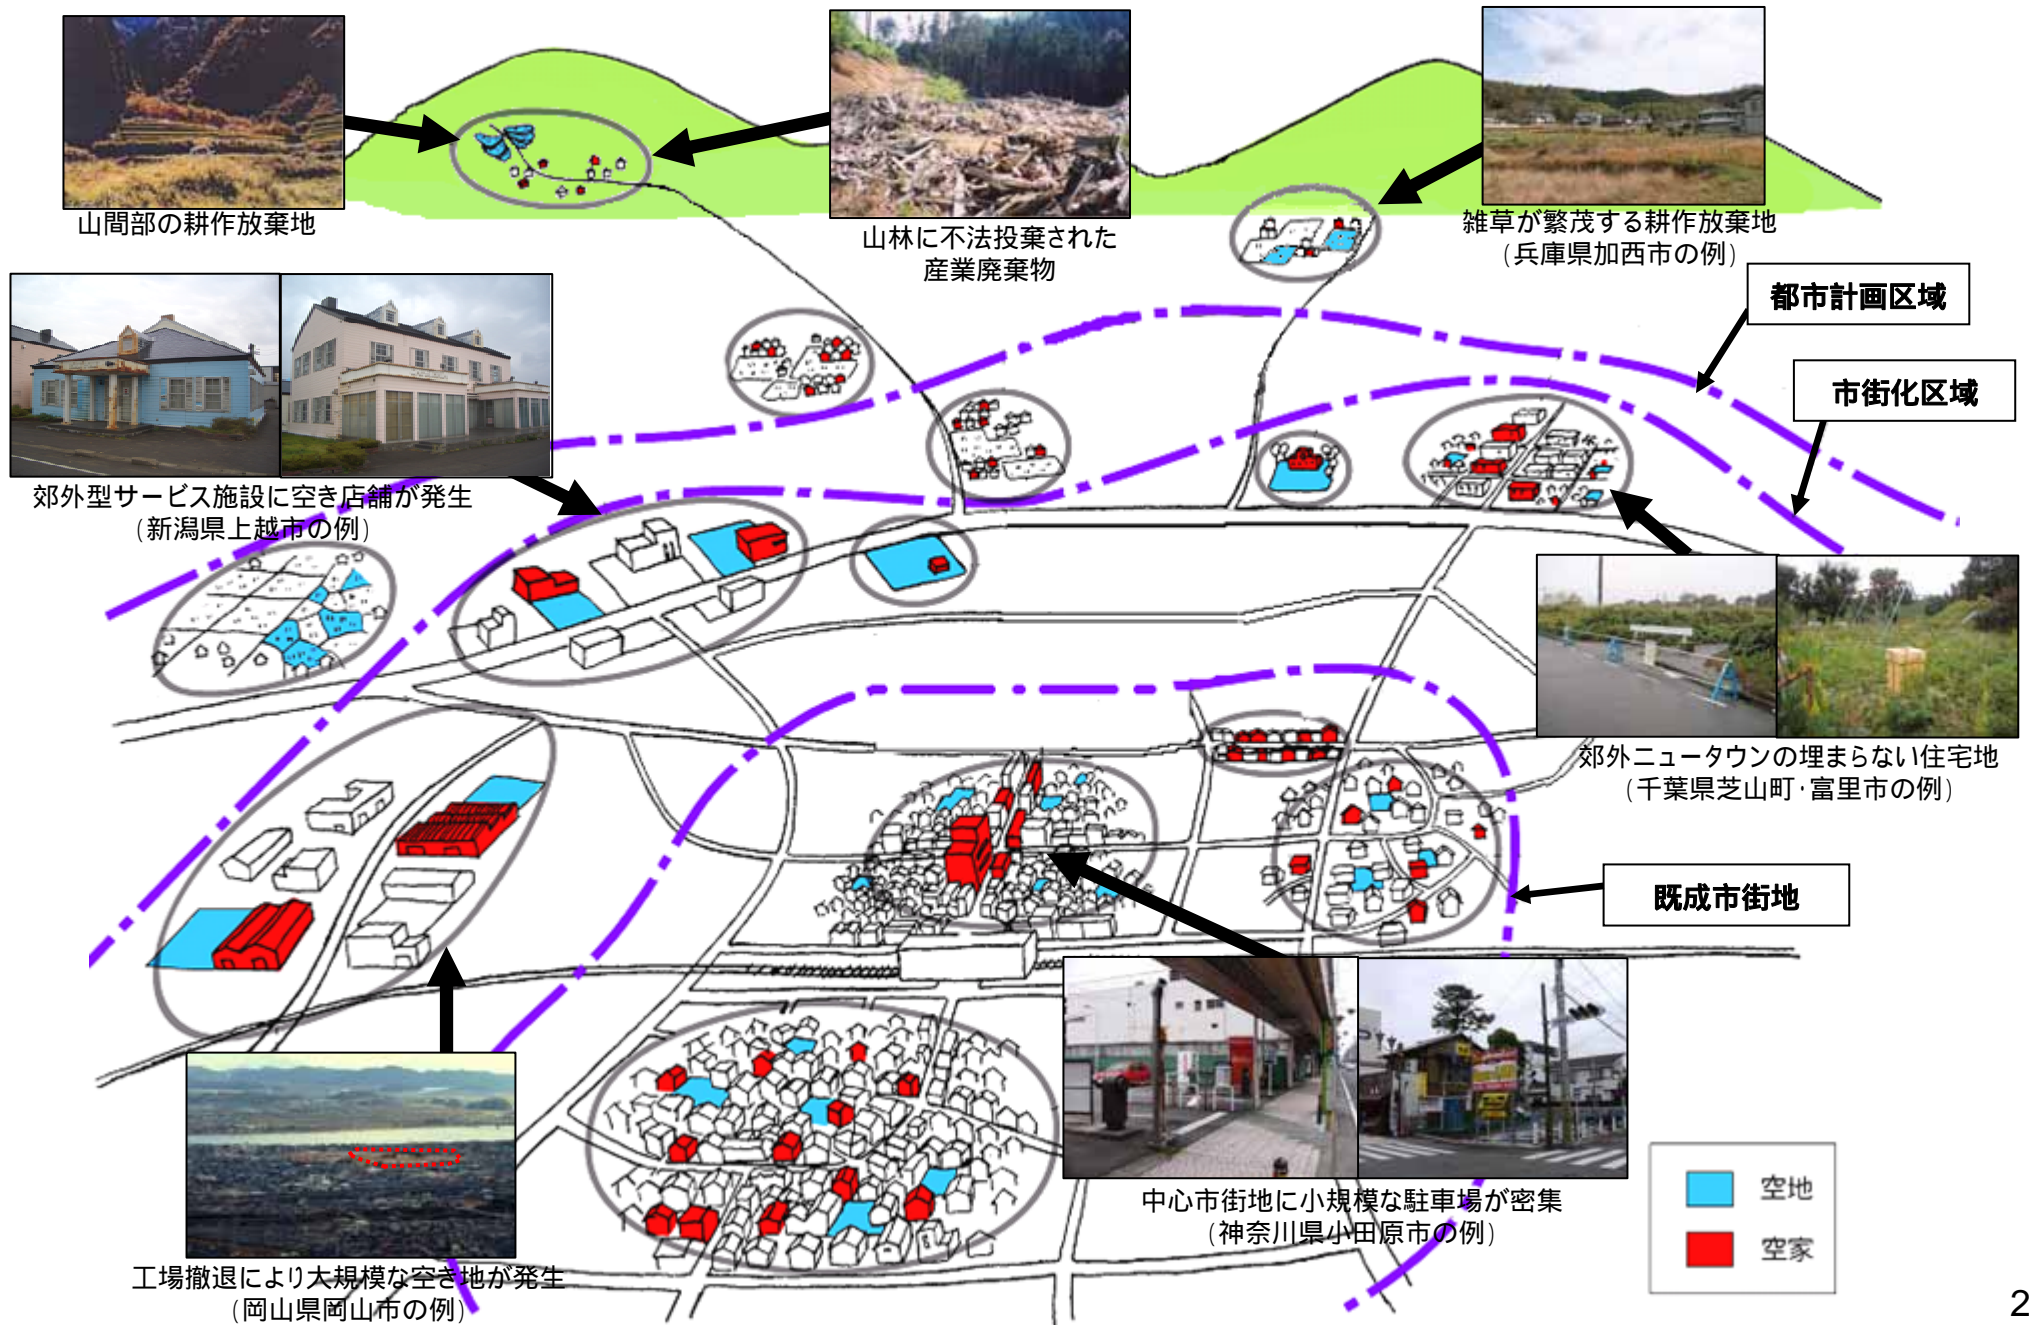 山間部の耕作放棄地
山林に不法投棄された
産業廃棄物
雑草が繁茂する耕作放棄地
(兵庫県加西市の例)
都市計画区域
市街化区域
郊外型サービス施設に空き店舗が発生
(新潟県上越市の例)
郊外ニュータウンの埋まらない住宅地
(千葉県芝山町・富里市の例)
既成市街地
中心市街地に小規模な駐車場が密集
(神奈川県小田原市の例)
工場撤退により大規模な空き地が発生
(岡山県岡山市の例)
空地
空家
2